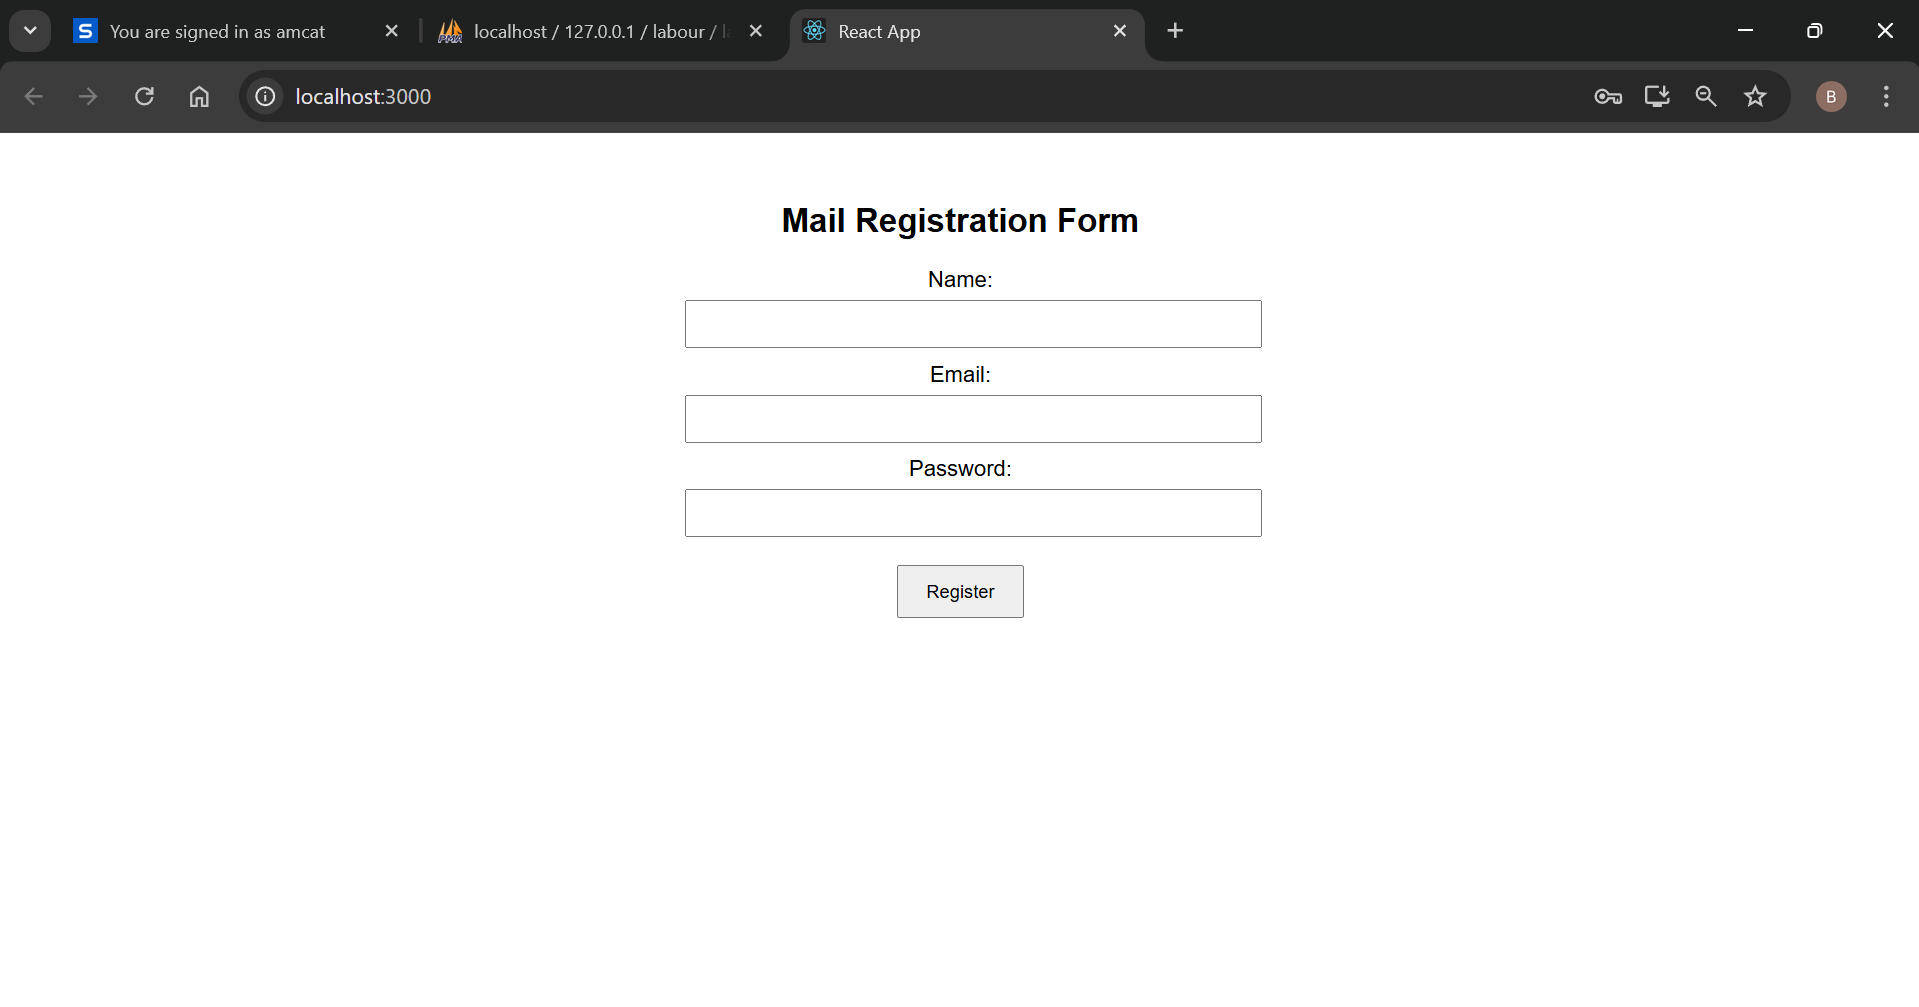 You are signed in as amcat
localhost / 127.0.0.1 / labour /
React App
localhost:3000
B
Mail Registration Form
Name:
Email:
Password:
Register